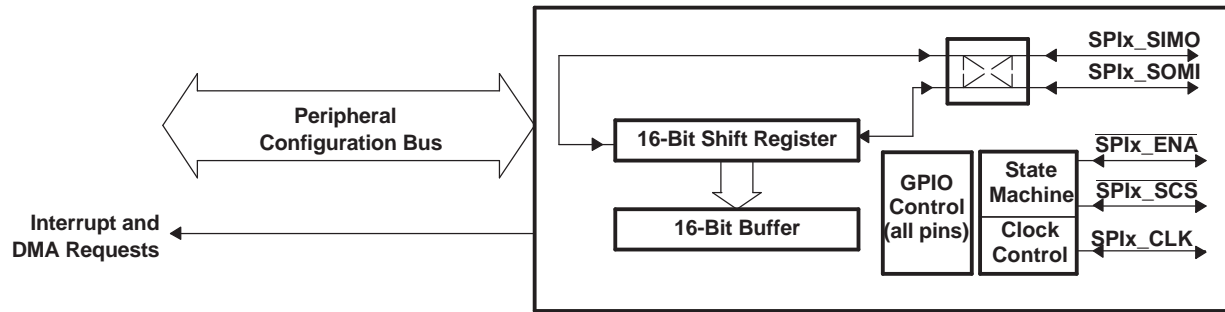 SPIx_SIMO
SPIx_SOMI
Peripheral
Configuration Bus
16-Bit Shift Register
SPIx_ENA
GPIO
Control
(all pins)
State
Machine
SPIx_SCS
Interrupt and
DMA Requests
16-Bit Buffer
Clock
Control
SPIx_CLK